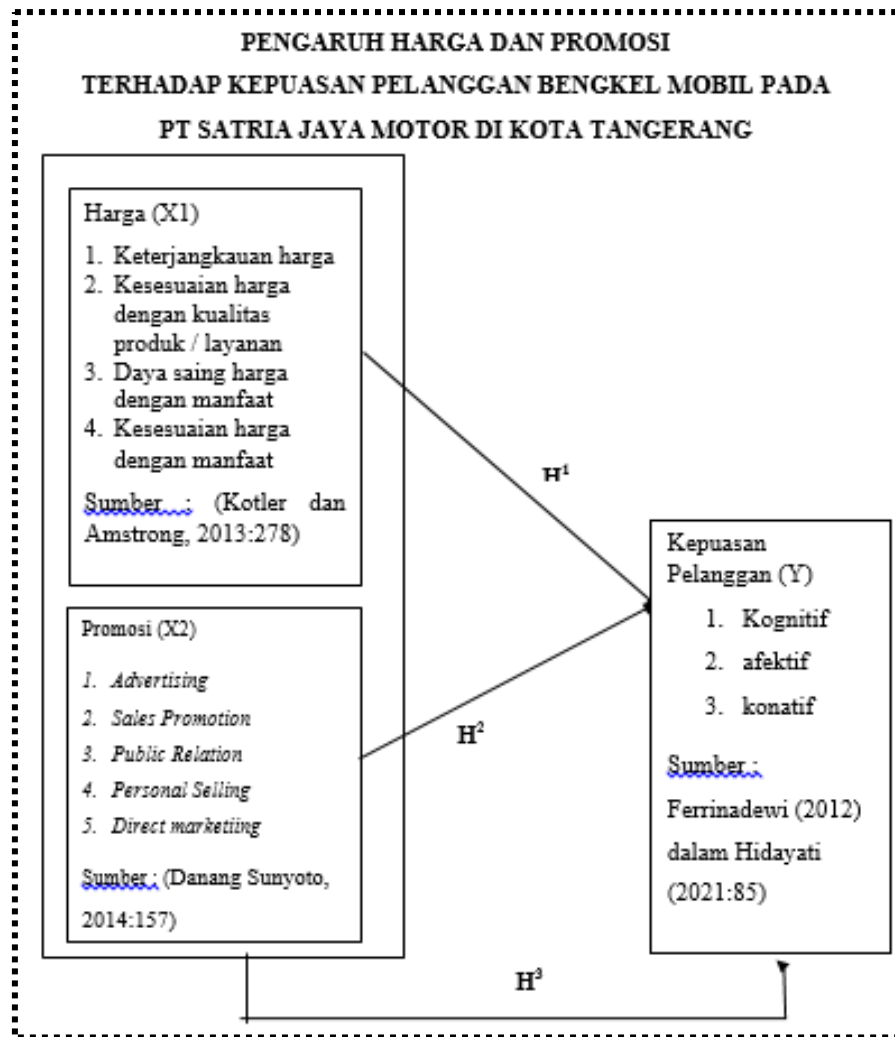 PENGARUH HARGA DAN PROMOSI
TERHADAP KEPUASAN PELANGGAN BENGKEL MOBIL PADA
PT SATRIA JAYA MOTOR DI KOTA TANGERANG
Harga (X1)
1. Keterjangkauan harga
2. Kesesuaian harga
dengan kualitas
produk / layanan
3. Daya saing harga
dengan manfaat
4. Kesesuaian harga
dengan manfaat
Sumber : (Kotler dan
Amstrong, 2013:278)
H¹
Promosi (X2)
1. Advertising
2. Sales Promotion
3. Public Relation
4. Personal Selling
5. Direct marketiing
Sumber : (Danang Sunyoto,
2014:157)
H²
Kepuasan
Pelanggan (Y)
1. Kognitif
2. afektif
3. konatif
Sumber :
Ferrinadewi (2012)
dalam Hidayati
(2021:85)
H³